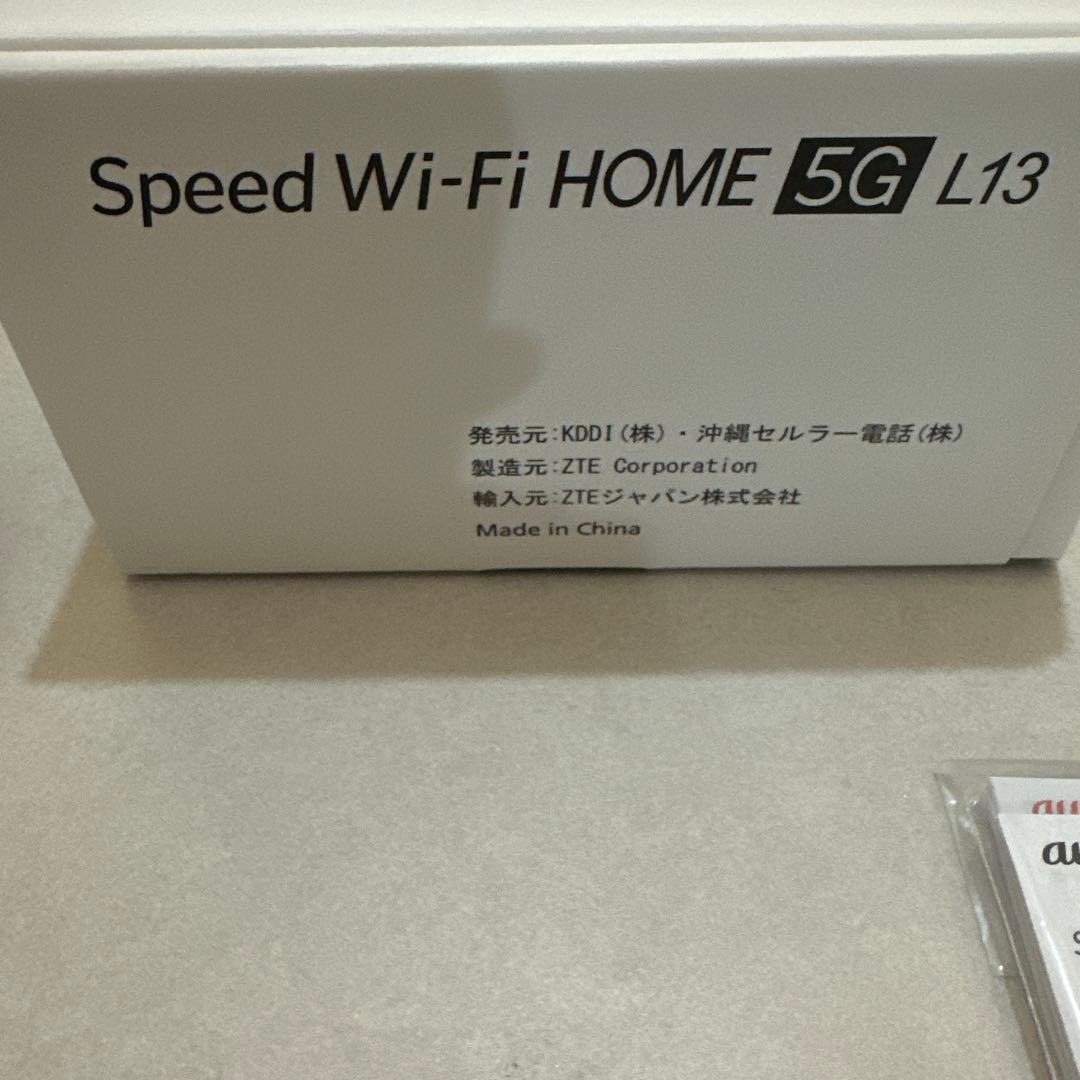 Speed Wi-Fi HOME 5G L13
発売元:KDDI(株)・沖縄セルラー電話(株)
製造元:ZTE Corporation
輸入元:ZTEジャパン株式会社
Made in China
au
au
S